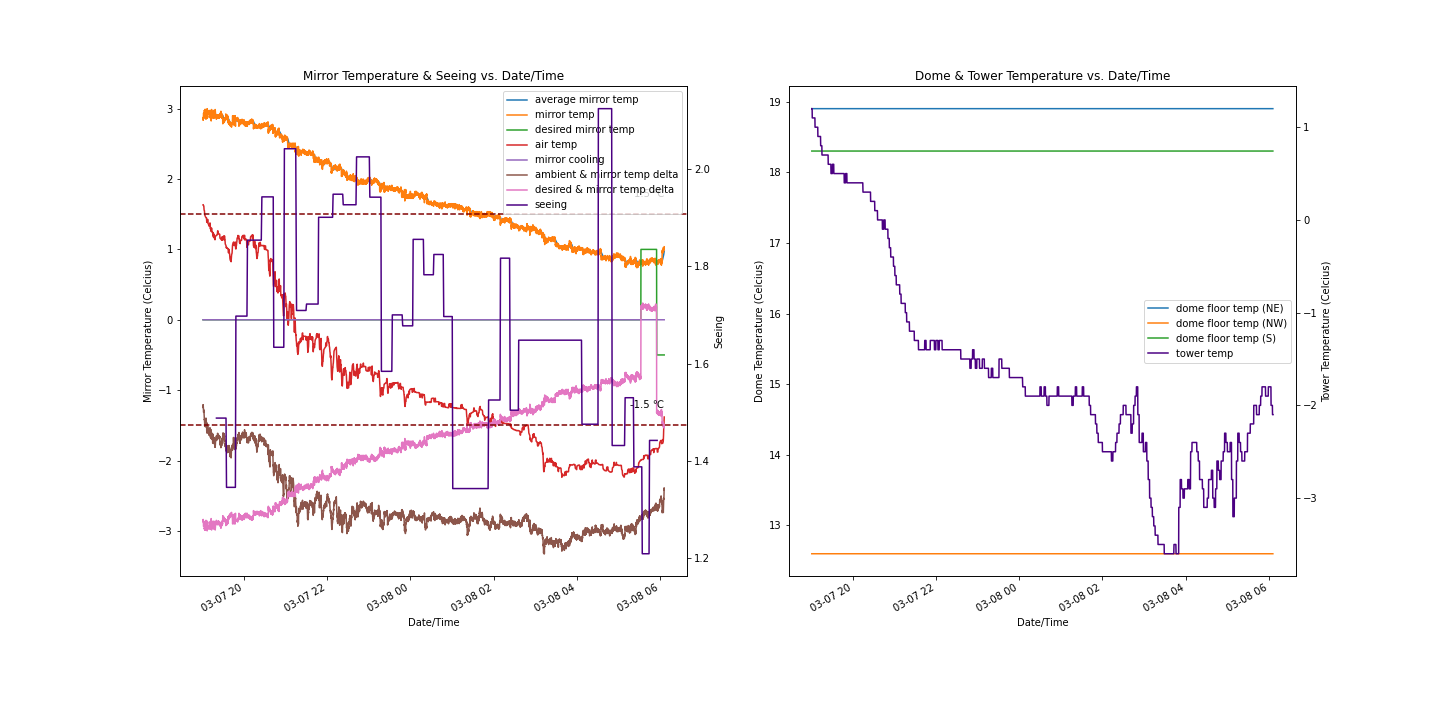 Mirror Temperature & Seeing vs. Date/Time
Mirror Temperature (Celcius)
3
2
1
0
−1
−2
−3
average mirror temp
mirror temp
desired mirror temp
air temp
mirror cooling
ambient & mirror temp delta
desired & mirror temp delta
seeing
1.5 °C
-1.5 °C
2.0
1.8
1.6
1.4
1.2
Seeing
03-07 20
03-07 22
03-08 00
03-08 02
03-08 04
03-08 06
Date/Time
Dome & Tower Temperature vs. Date/Time
Dome Temperature (Celcius)
19
18
17
16
15
14
13
dome floor temp (NE)
dome floor temp (NW)
dome floor temp (S)
tower temp
1
0
−1
−2
−3
Tower Temperature (Celcius)
03-07 20
03-07 22
03-08 00
03-08 02
03-08 04
03-08 06
Date/Time